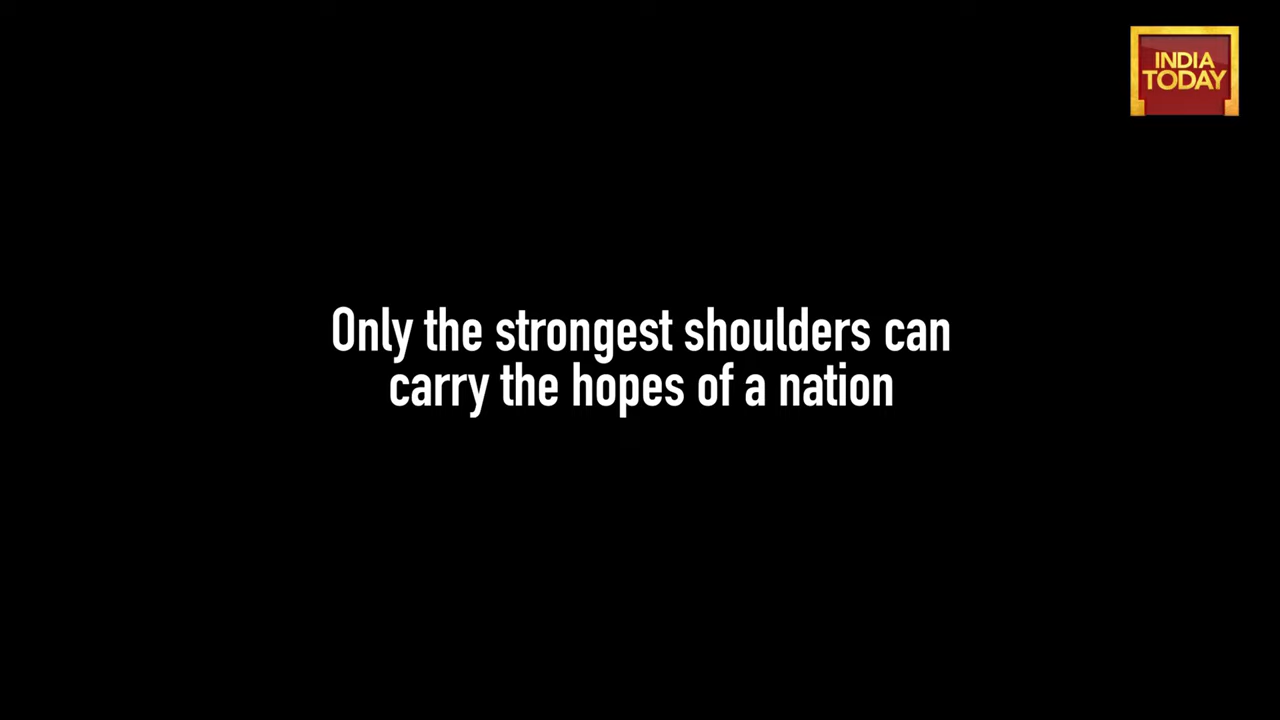 INDIA
TODAY
Only the strongest shoulders can
carry the hopes of a nation